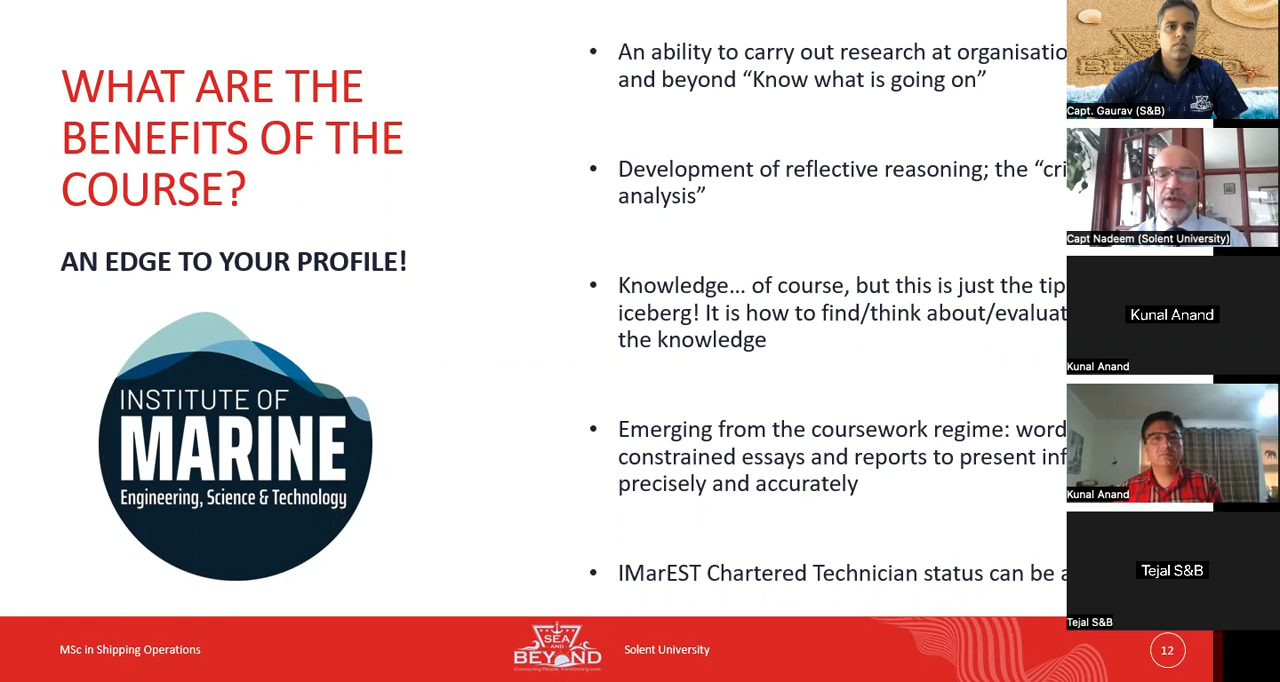 WHAT ARE THE
BENEFITS OF THE
COURSE?
AN EDGE TO YOUR PROFILE!
INSTITUTE OF
MARINE
Engineering, Science & Technology
• An ability to carry out research at organisatio
and beyond “Know what is going on”
• Development of reflective reasoning; the “cri
analysis”
• Knowledge… of course, but this is just the tip
iceberg! It is how to find/think about/evaluat
the knowledge
• Emerging from the coursework regime: word
constrained essays and reports to present inf
precisely and accurately
• IMarEST Chartered Technician status can be a
Capt. Gaurav (S&B)
Capt Nadeem (Solent University)
Kunal Anand
Kunal Anand
Kunal Anand
Tejal S&B
Tejal S&B
MSc in Shipping Operations
SEA
AND
BEYOND
Connecting People, Transforming Lives
Solent University
12